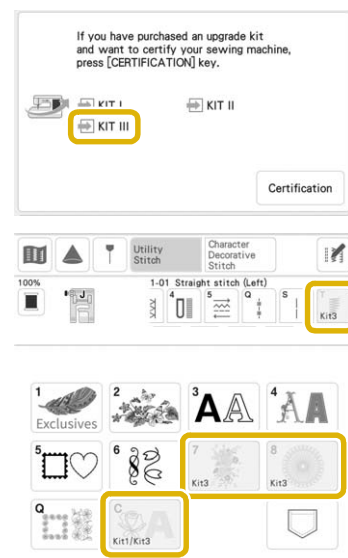 If you have purchased an upgrade kit
and want to certify your sewing machine,
press [CERTIFICATION] key.
KIT I KIT II
KIT III
Certification
Utility
Stitch
Character
Decorative
Stitch
100%
1-01 Straight stitch (Left)
J
4 5 Q S T
Kit3
1 2 3 4
Exclusives
AA AA
5 6 7 8
Kit3 Kit3
Q C
Kit1/Kit3